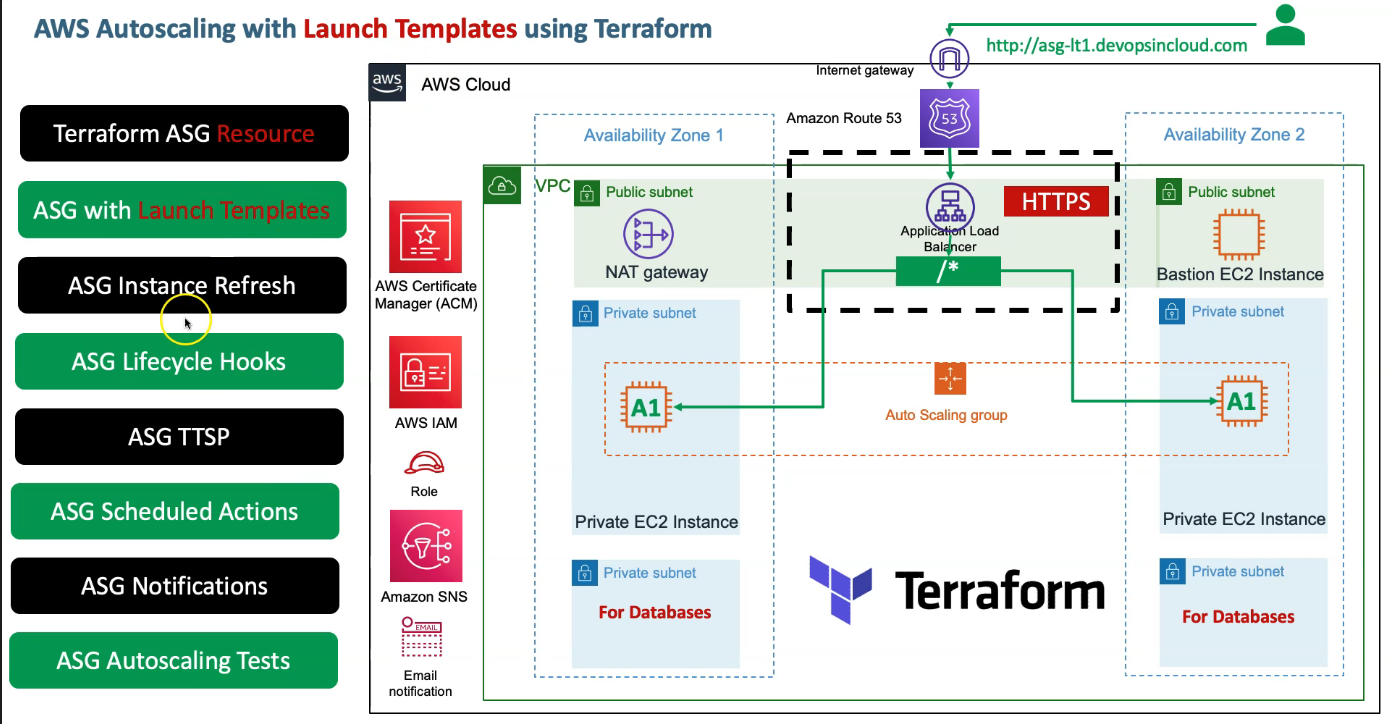 AWS Autoscaling with Launch Templates using Terraform
http://asg-lt1.devopsincloud.com
Internet gateway
aws
AWS Cloud
Amazon Route 53
53
Terraform ASG Resource
ASG with Launch Templates
ASG Instance Refresh
ASG Lifecycle Hooks
ASG TTSP
ASG Scheduled Actions
ASG Notifications
ASG Autoscaling Tests
AWS Certificate
Manager (ACM)
AWS IAM
Role
Amazon SNS
EMAIL
Email
notification
Availability Zone 1
VPC
Public subnet
NAT gateway
Private subnet
A1
Private EC2 Instance
Private subnet
For Databases
HTTPS
Application Load
Balancer
/*
Auto Scaling group
Terraform
Availability Zone 2
Public subnet
Bastion EC2 Instance
Private subnet
A1
Private EC2 Instance
Private subnet
For Databases